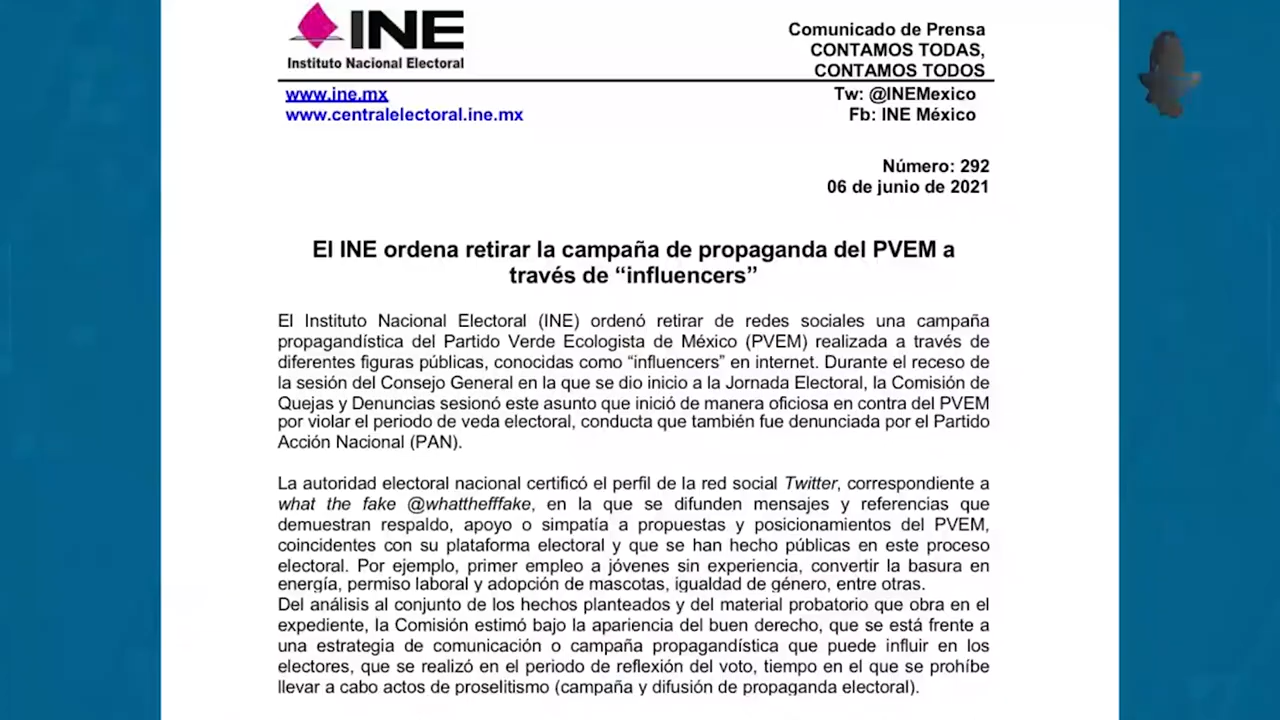 INE
Instituto Nacional Electoral
Comunicado de Prensa
CONTAMOS TODAS,
CONTAMOS TODOS
www.ine.mx
www.centralelectoral.ine.mx
Tw: @INEMexico
Fb: INE México
Número: 292
06 de junio de 2021
El INE ordena retirar la campaña de propaganda del PVEM a
través de “influencers”
El Instituto Nacional Electoral (INE) ordenó retirar de redes sociales una campaña
propagandística del Partido Verde Ecologista de México (PVEM) realizada a través de
diferentes figuras públicas, conocidas como “influencers” en internet. Durante el receso de
la sesión del Consejo General en la que se dio inicio a la Jornada Electoral, la Comisión de
Quejas y Denuncias sesionó este asunto que inició de manera oficiosa en contra del PVEM
por violar el periodo de veda electoral, conducta que también fue denunciada por el Partido
Acción Nacional (PAN).
La autoridad electoral nacional certificó el perfil de la red social Twitter, correspondiente a
what the fake @whatthefffake, en la que se difunden mensajes y referencias que
demuestran respaldo, apoyo o simpatía a propuestas y posicionamientos del PVEM,
coincidentes con su plataforma electoral y que se han hecho públicas en este proceso
electoral. Por ejemplo, primer empleo a jóvenes sin experiencia, convertir la basura en
energía, permiso laboral y adopción de mascotas, igualdad de género, entre otras.
Del análisis al conjunto de los hechos planteados y del material probatorio que obra en el
expediente, la Comisión estimó bajo la apariencia del buen derecho, que se está frente a
una estrategia de comunicación o campaña propagandística que puede influir en los
electores, que se realizó en el periodo de reflexión del voto, tiempo en el que se prohíbe
llevar a cabo actos de proselitismo (campaña y difusión de propaganda electoral).